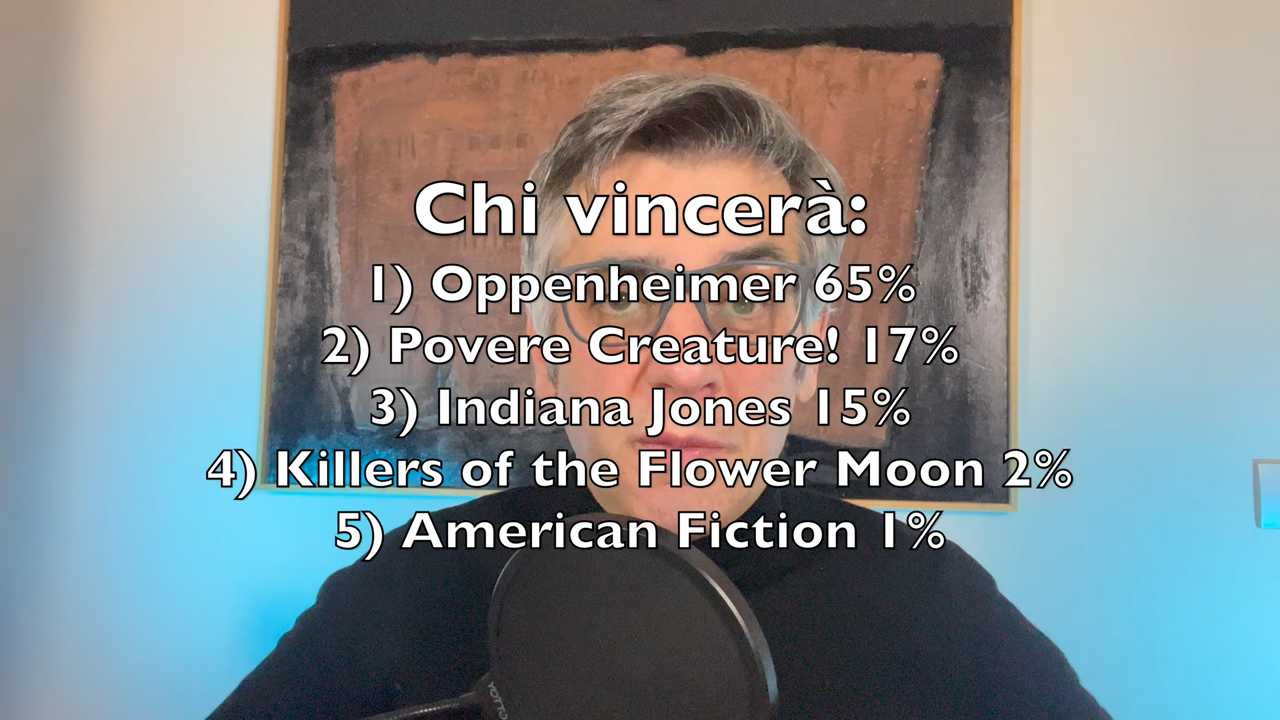 Chi vincerà:
1) Oppenheimer 65%
2) Povere Creature! 17%
3) Indiana Jones 15%
4) Killers of the Flower Moon 2%
5) American Fiction 1%